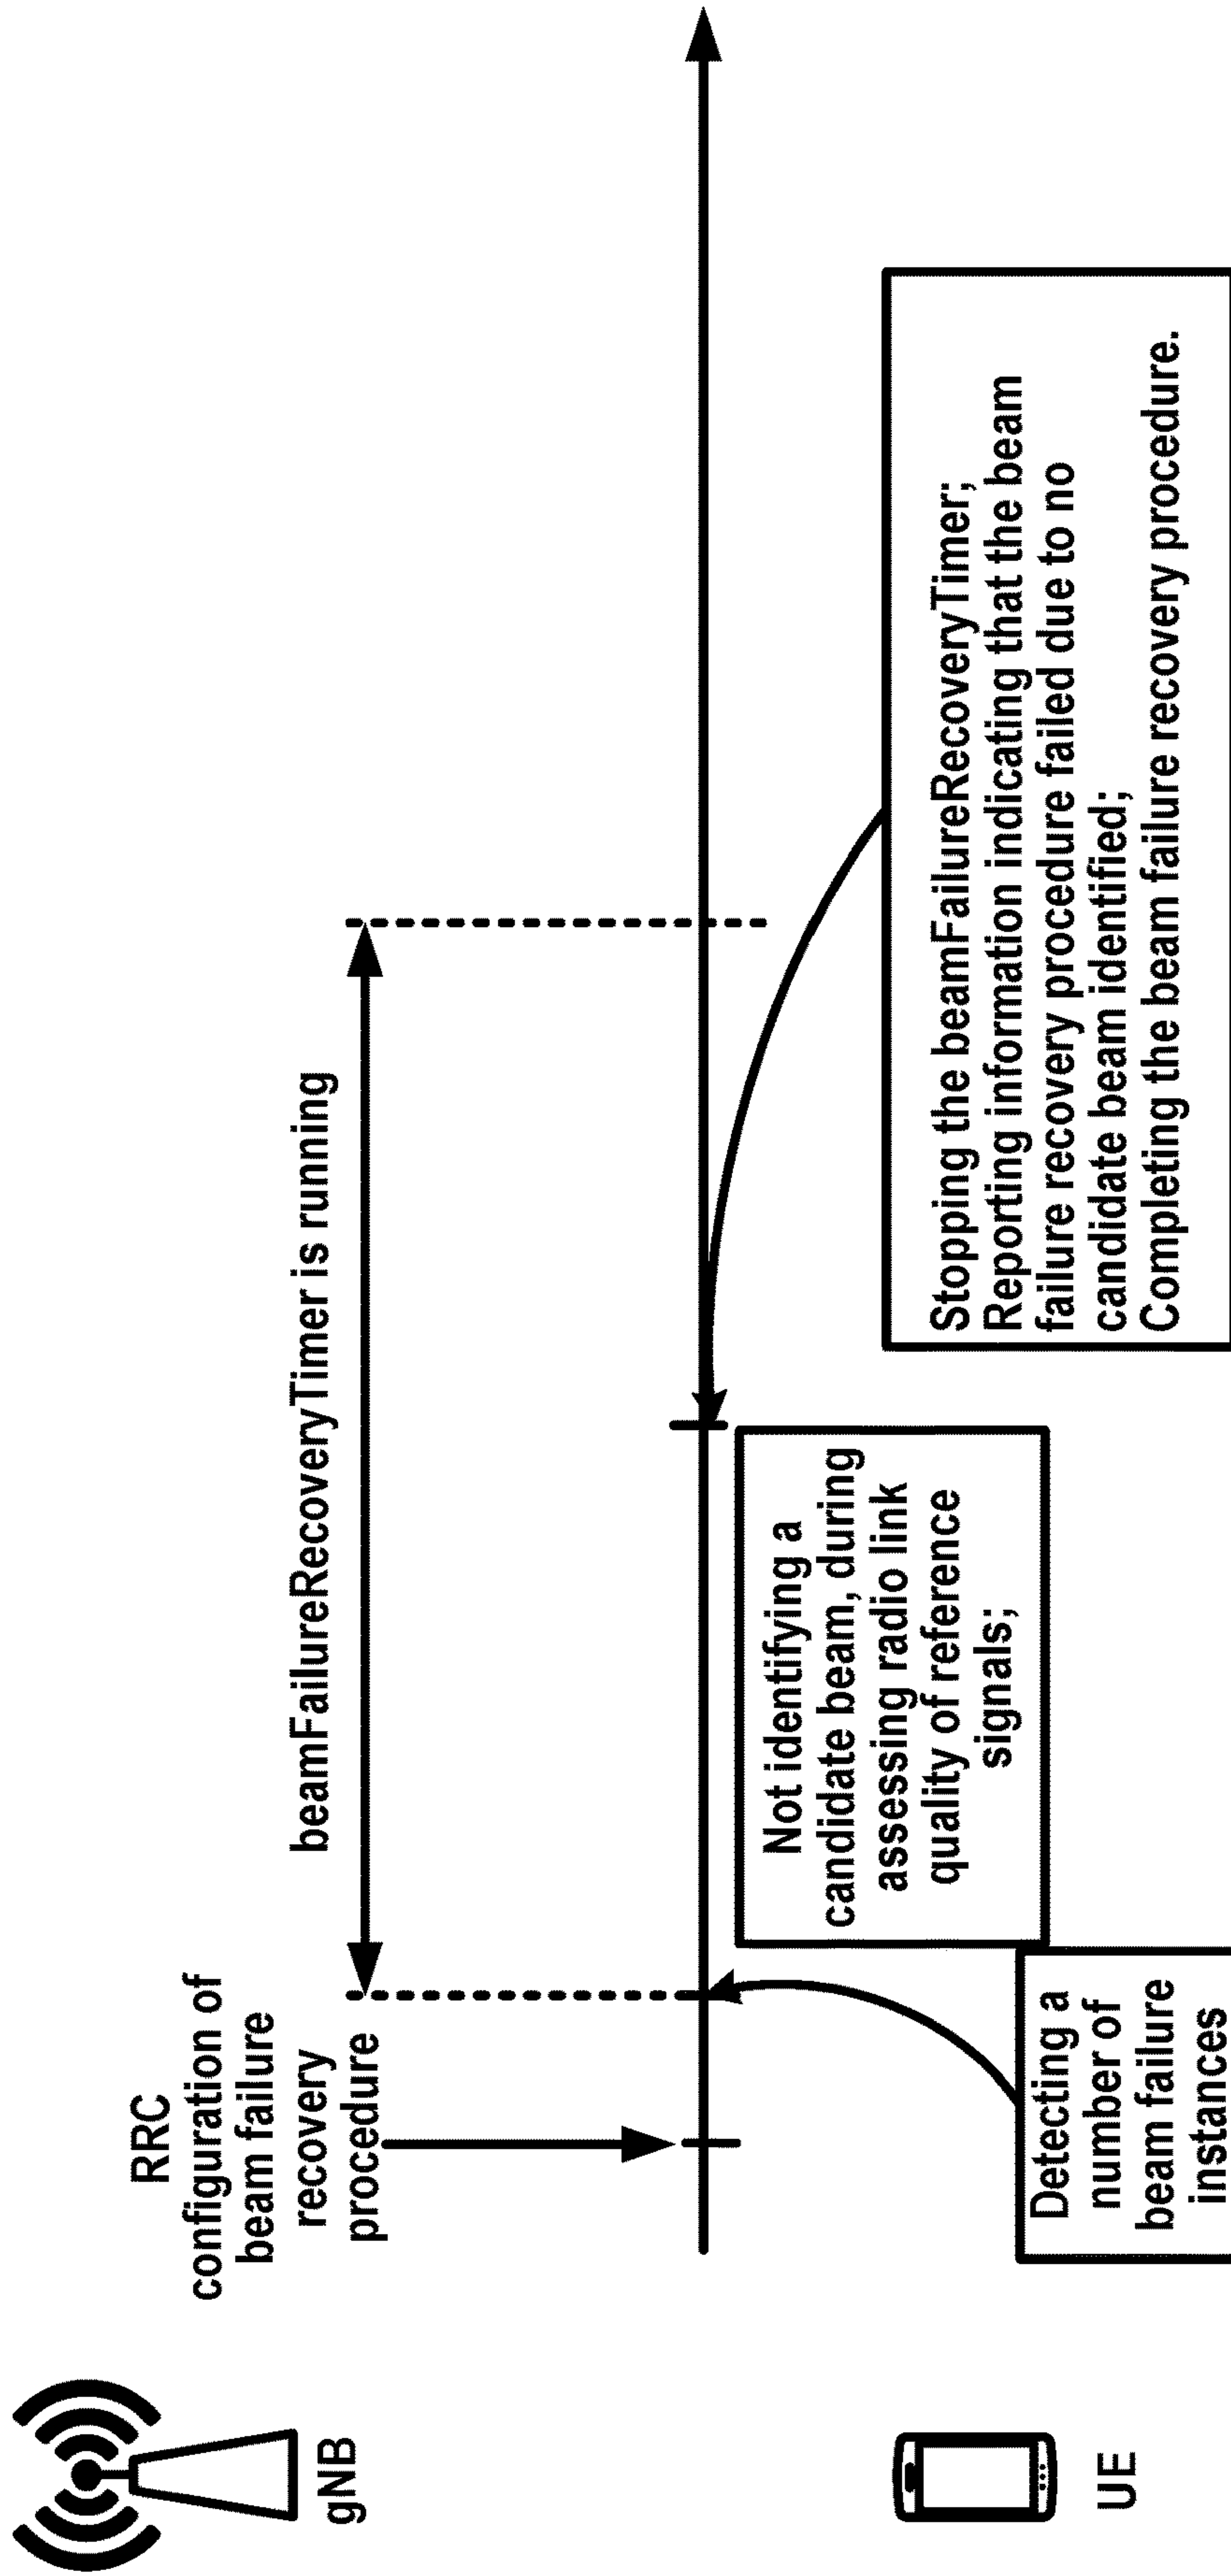 gNB
RRC
configuration of
beam failure
recovery
procedure
beamFailureRecoveryTimer is running
UE
Detecting a
number of
beam failure
instances
Not identifying a
candidate beam, during
assessing radio link
quality of reference
signals;
Stopping the beamFailureRecoveryTimer;
Reporting information indicating that the beam
failure recovery procedure failed due to no
candidate beam identified;
Completing the beam failure recovery procedure.